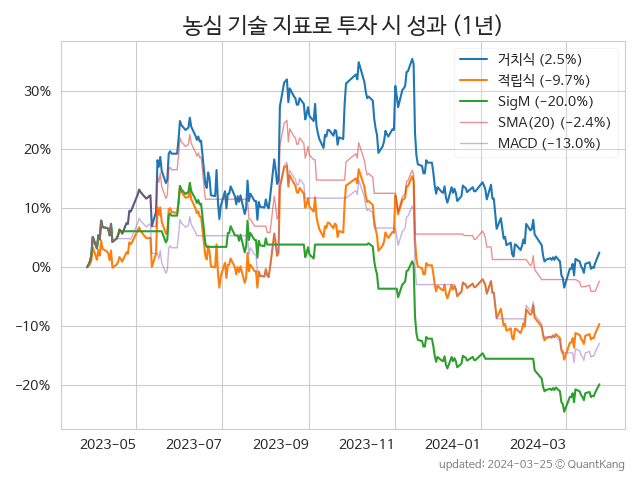 농심 기술 지표로 투자 시 성과 (1년)
거치식 (2.5%)
적립식 (−9.7%)
SigM (−20.0%)
SMA(20) (−2.4%)
MACD (−13.0%)
30%
20%
10%
0%
−10%
−20%
2023-05 2023-07 2023-09 2023-11 2024-01 2024-03
updated: 2024-03-25 ⓒ QuantKang